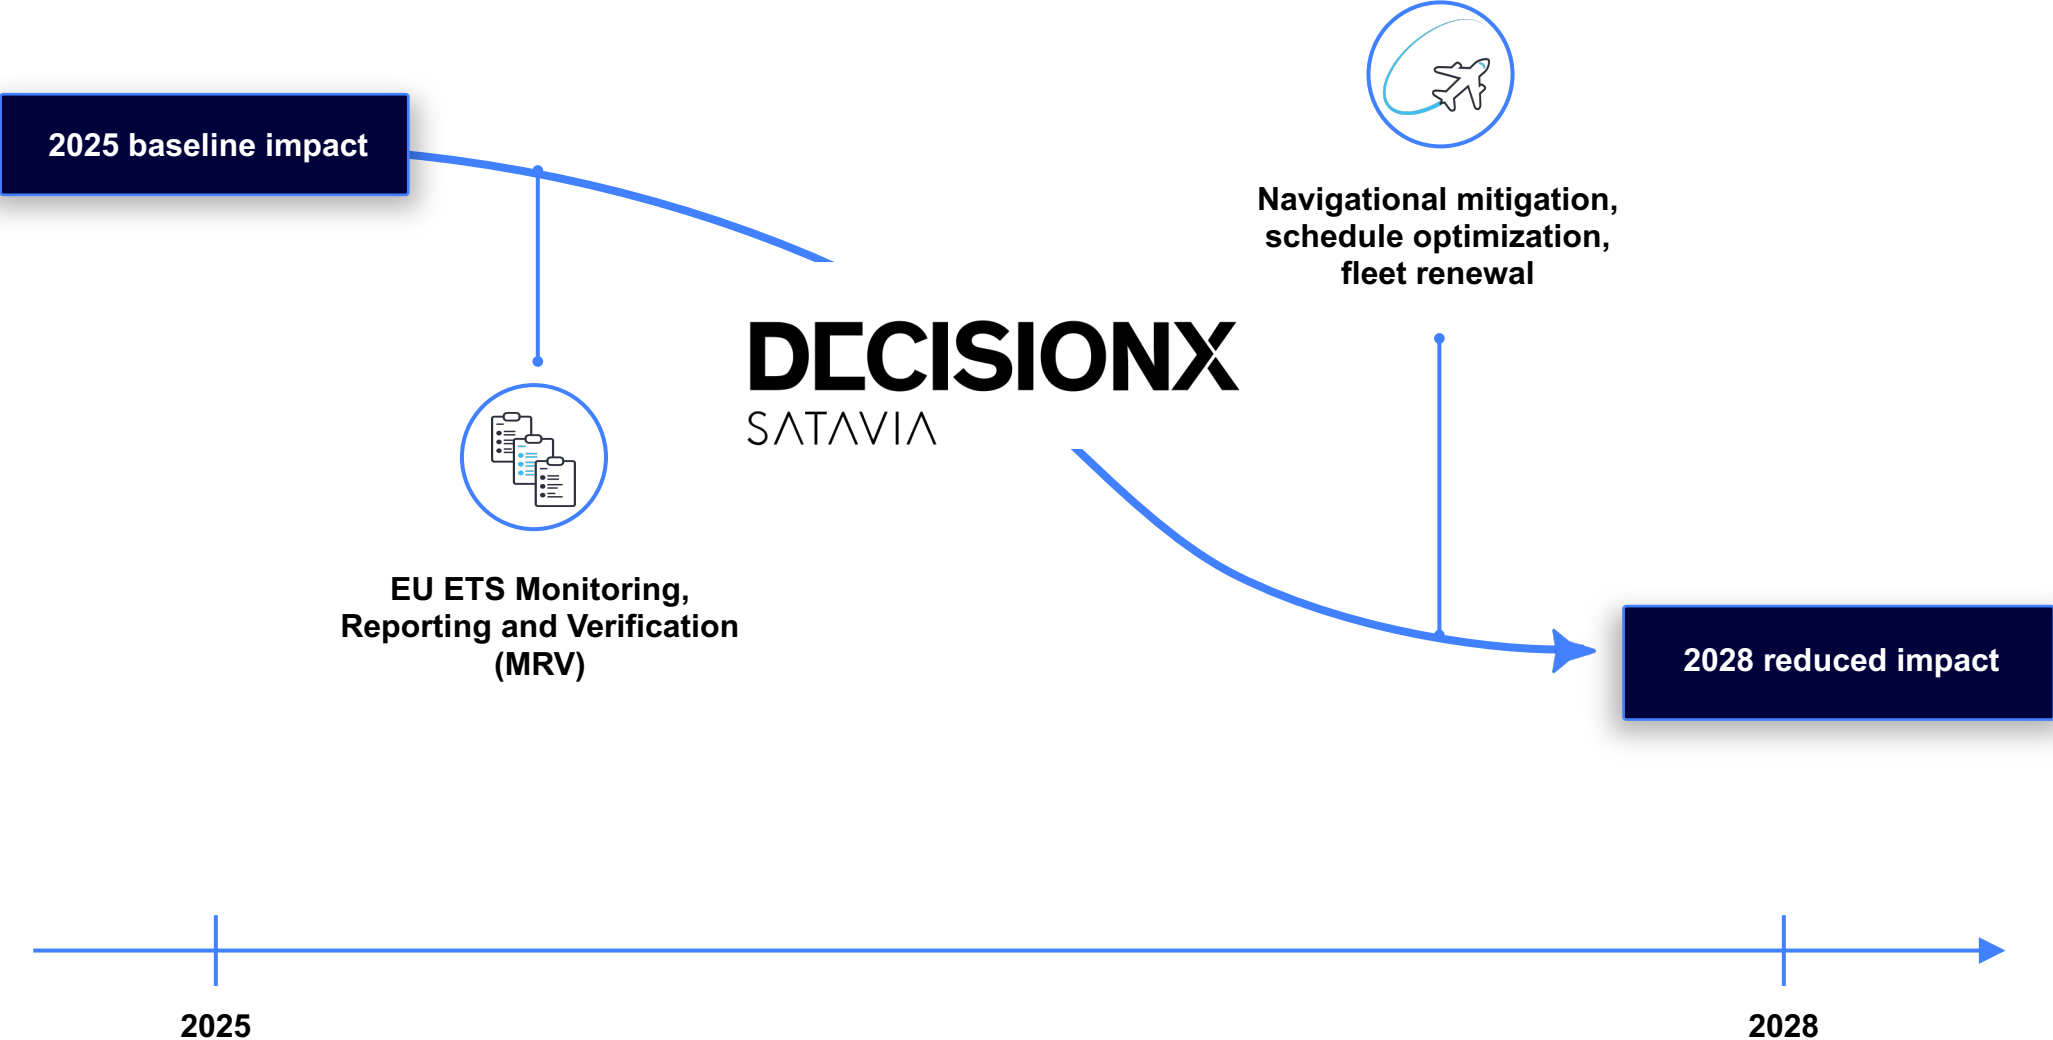 2025 baseline impact
Navigational mitigation,
schedule optimization,
fleet renewal
DECISIONX
SATAVIA
EU ETS Monitoring,
Reporting and Verification
(MRV)
2028 reduced impact
2025
2028